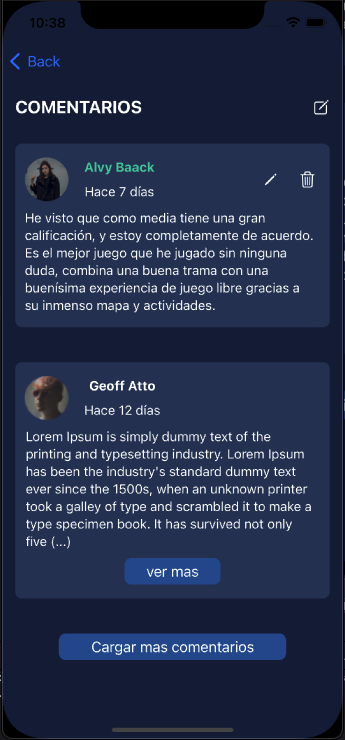 10:38
Back
COMENTARIOS
Alvy Baack
Hace 7 días
He visto que como media tiene una gran
calificación, y estoy completamente de acuerdo.
Es el mejor juego que he jugado sin ninguna
duda, combina una buena trama con una
buenísima experiencia de juego libre gracias a
su inmenso mapa y actividades.
Geoff Atto
Hace 12 días
Lorem Ipsum is simply dummy text of the
printing and typesetting industry. Lorem Ipsum
has been the industry's standard dummy text
ever since the 1500s, when an unknown printer
took a galley of type and scrambled it to make a
type specimen book. It has survived not only
five (...)
ver mas
Cargar mas comentarios